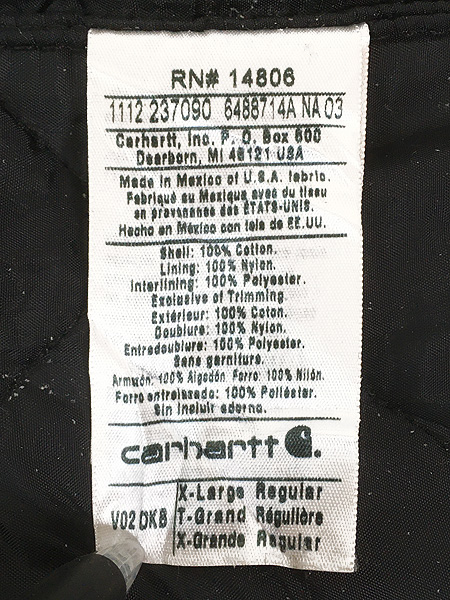 RN# 14806
1112 237090 6488714A NA 03
Carhartt, Inc. P. O. Box 600
Dearborn, MI 48121 USA
Made in Mexico of U.S.A. fabric.
Fabriqué au Mexique avec du tissu
en provenance des ÉTATS-UNIS.
Hecho en México con tela de EE.UU.
Shell: 100% Cotton.
Lining: 100% Nylon.
Interlining: 100% Polyester.
Exclusive of Trimming.
Extérieur: 100% Coton.
Doublure: 100% Nylon.
Entredoublure: 100% Polyester.
Sans garniture.
Armazón: 100% Algodón Forro: 100% Nilón.
Forro entrelazado: 100% Poliéster.
Sin incluir adorno.
carhartt C.
V02 DKB
X-Large Regular
T-Grand Régulière
X-Grande Regular